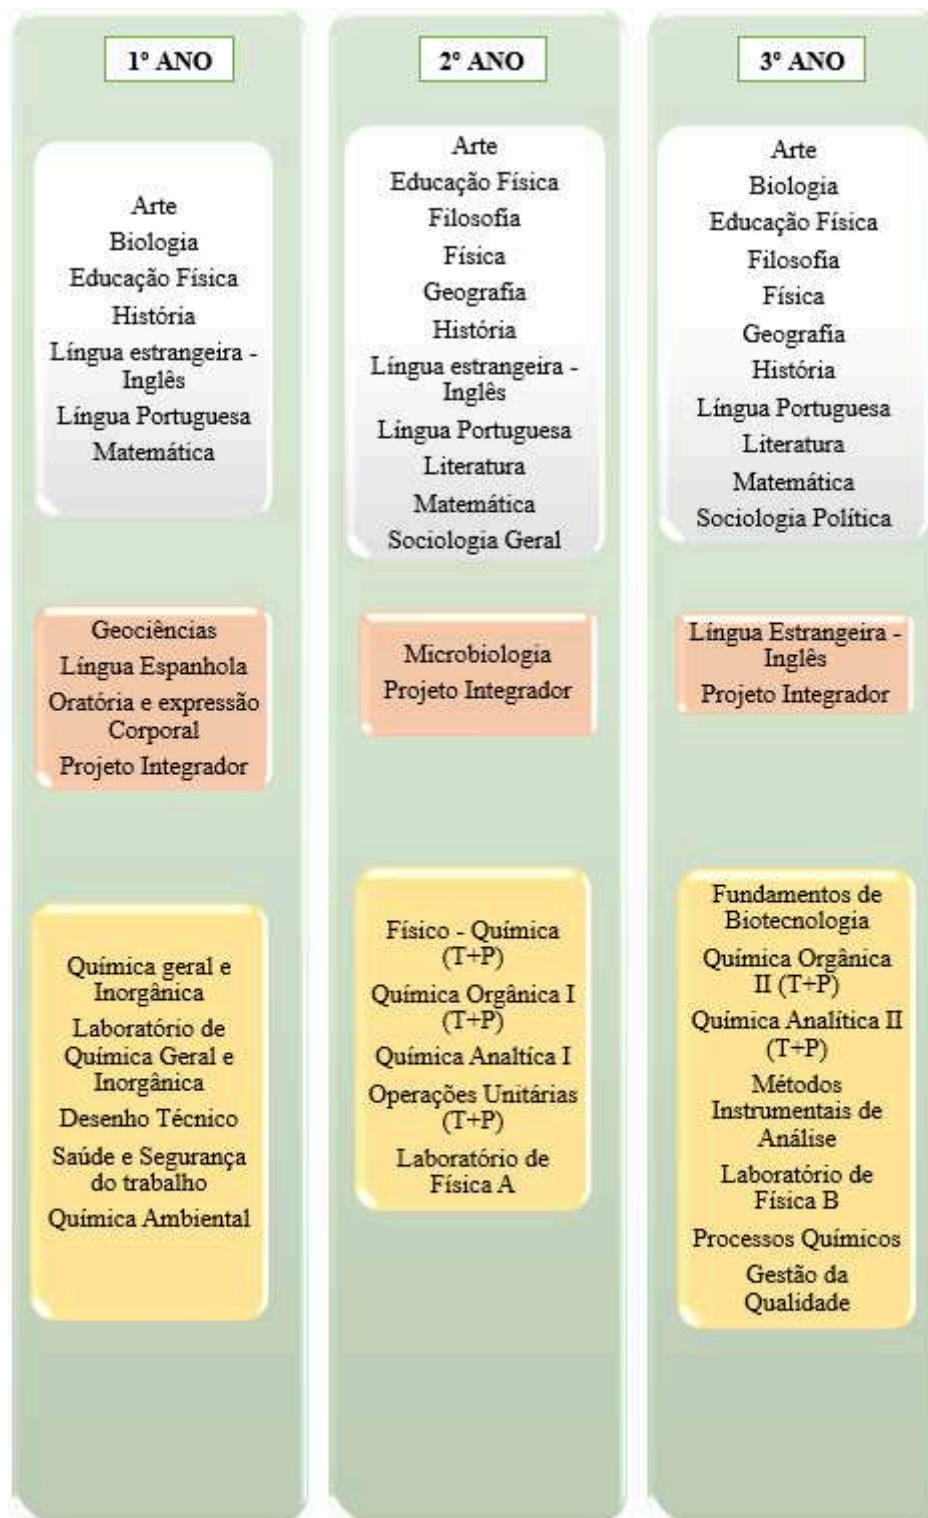 1º ANO
Arte
Biologia
Educação Física
História
Língua estrangeira -
Inglês
Língua Portuguesa
Matemática
Geociências
Língua Espanhola
Oratória e expressão
Corporal
Projeto Integrador
Química geral e
Inorgânica
Laboratório de
Química Geral e
Inorgânica
Desenho Técnico
Saúde e Segurança
do trabalho
Química Ambiental
2º ANO
Arte
Educação Física
Filosofia
Física
Geografia
História
Língua estrangeira -
Inglês
Língua Portuguesa
Literatura
Matemática
Sociologia Geral
Microbiologia
Projeto Integrador
Físico - Química
(T+P)
Química Orgânica I
(T+P)
Química Analtíca I
Operações Unitárias
(T+P)
Laboratório de
Física A
3º ANO
Arte
Biologia
Educação Física
Filosofia
Física
Geografia
História
Língua Portuguesa
Literatura
Matemática
Sociologia Política
Língua Estrangeira -
Inglês
Projeto Integrador
Fundamentos de
Biotecnologia
Química Orgânica
II (T+P)
Química Analítica II
(T+P)
Métodos
Instrumentais de
Análise
Laboratório de
Física B
Processos Químicos
Gestão da
Qualidade